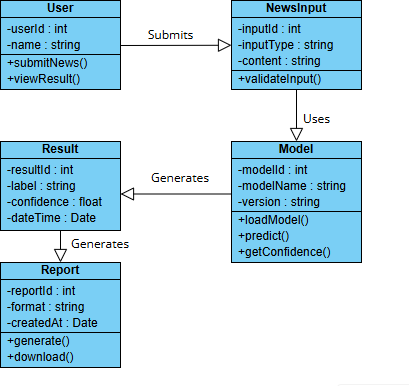 User
-userId : int
-name : string
+submitNews()
+viewResult()
Submits
NewsInput
-inputId : int
-inputType : string
-content : string
+validateInput()
Uses
Result
-resultId : int
-label : string
-confidence : float
-dateTime : Date
Generates
Model
-modelId : int
-modelName : string
-version : string
+loadModel()
+predict()
+getConfidence()
Generates
Report
-reportId : int
-format : string
-createdAt : Date
+generate()
+download()